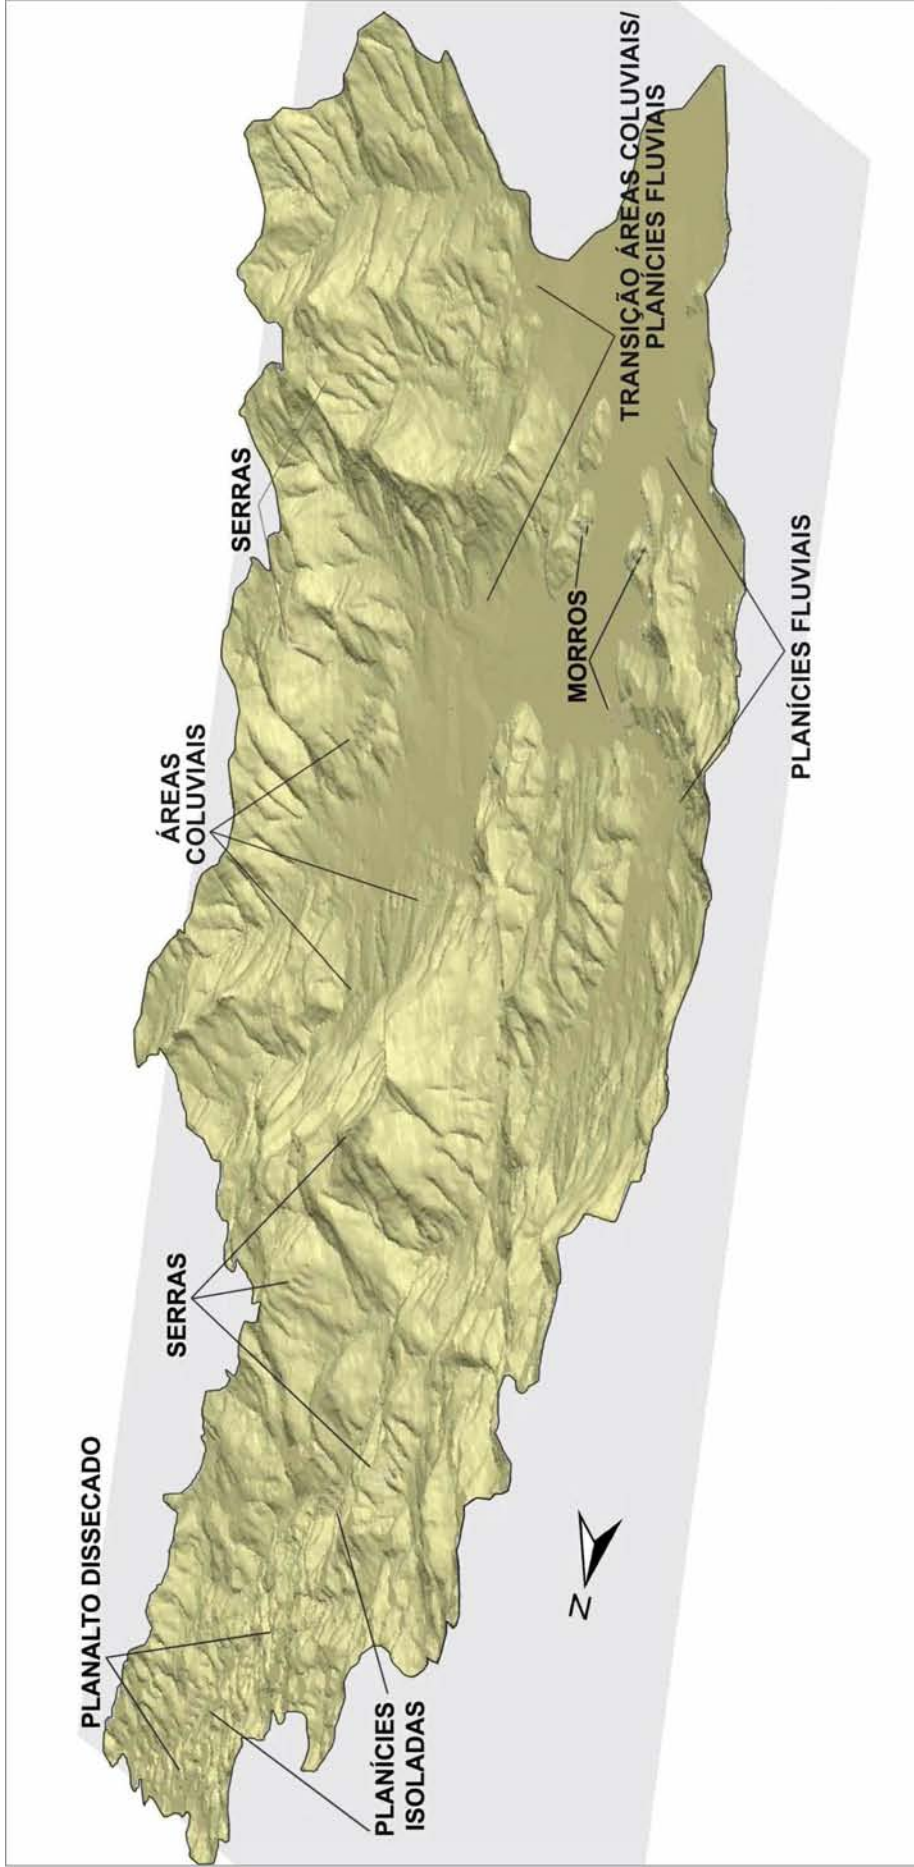 PLANALTO DISSECADO
SERRAS
ÁREAS
COLUVIAIS
SERRAS
PLANÍCIES
ISOLADAS
N
MORROS
TRANSIÇÃO ÁREAS COLUVIAIS/
PLANÍCIES FLUVIAIS
PLANÍCIES FLUVIAIS